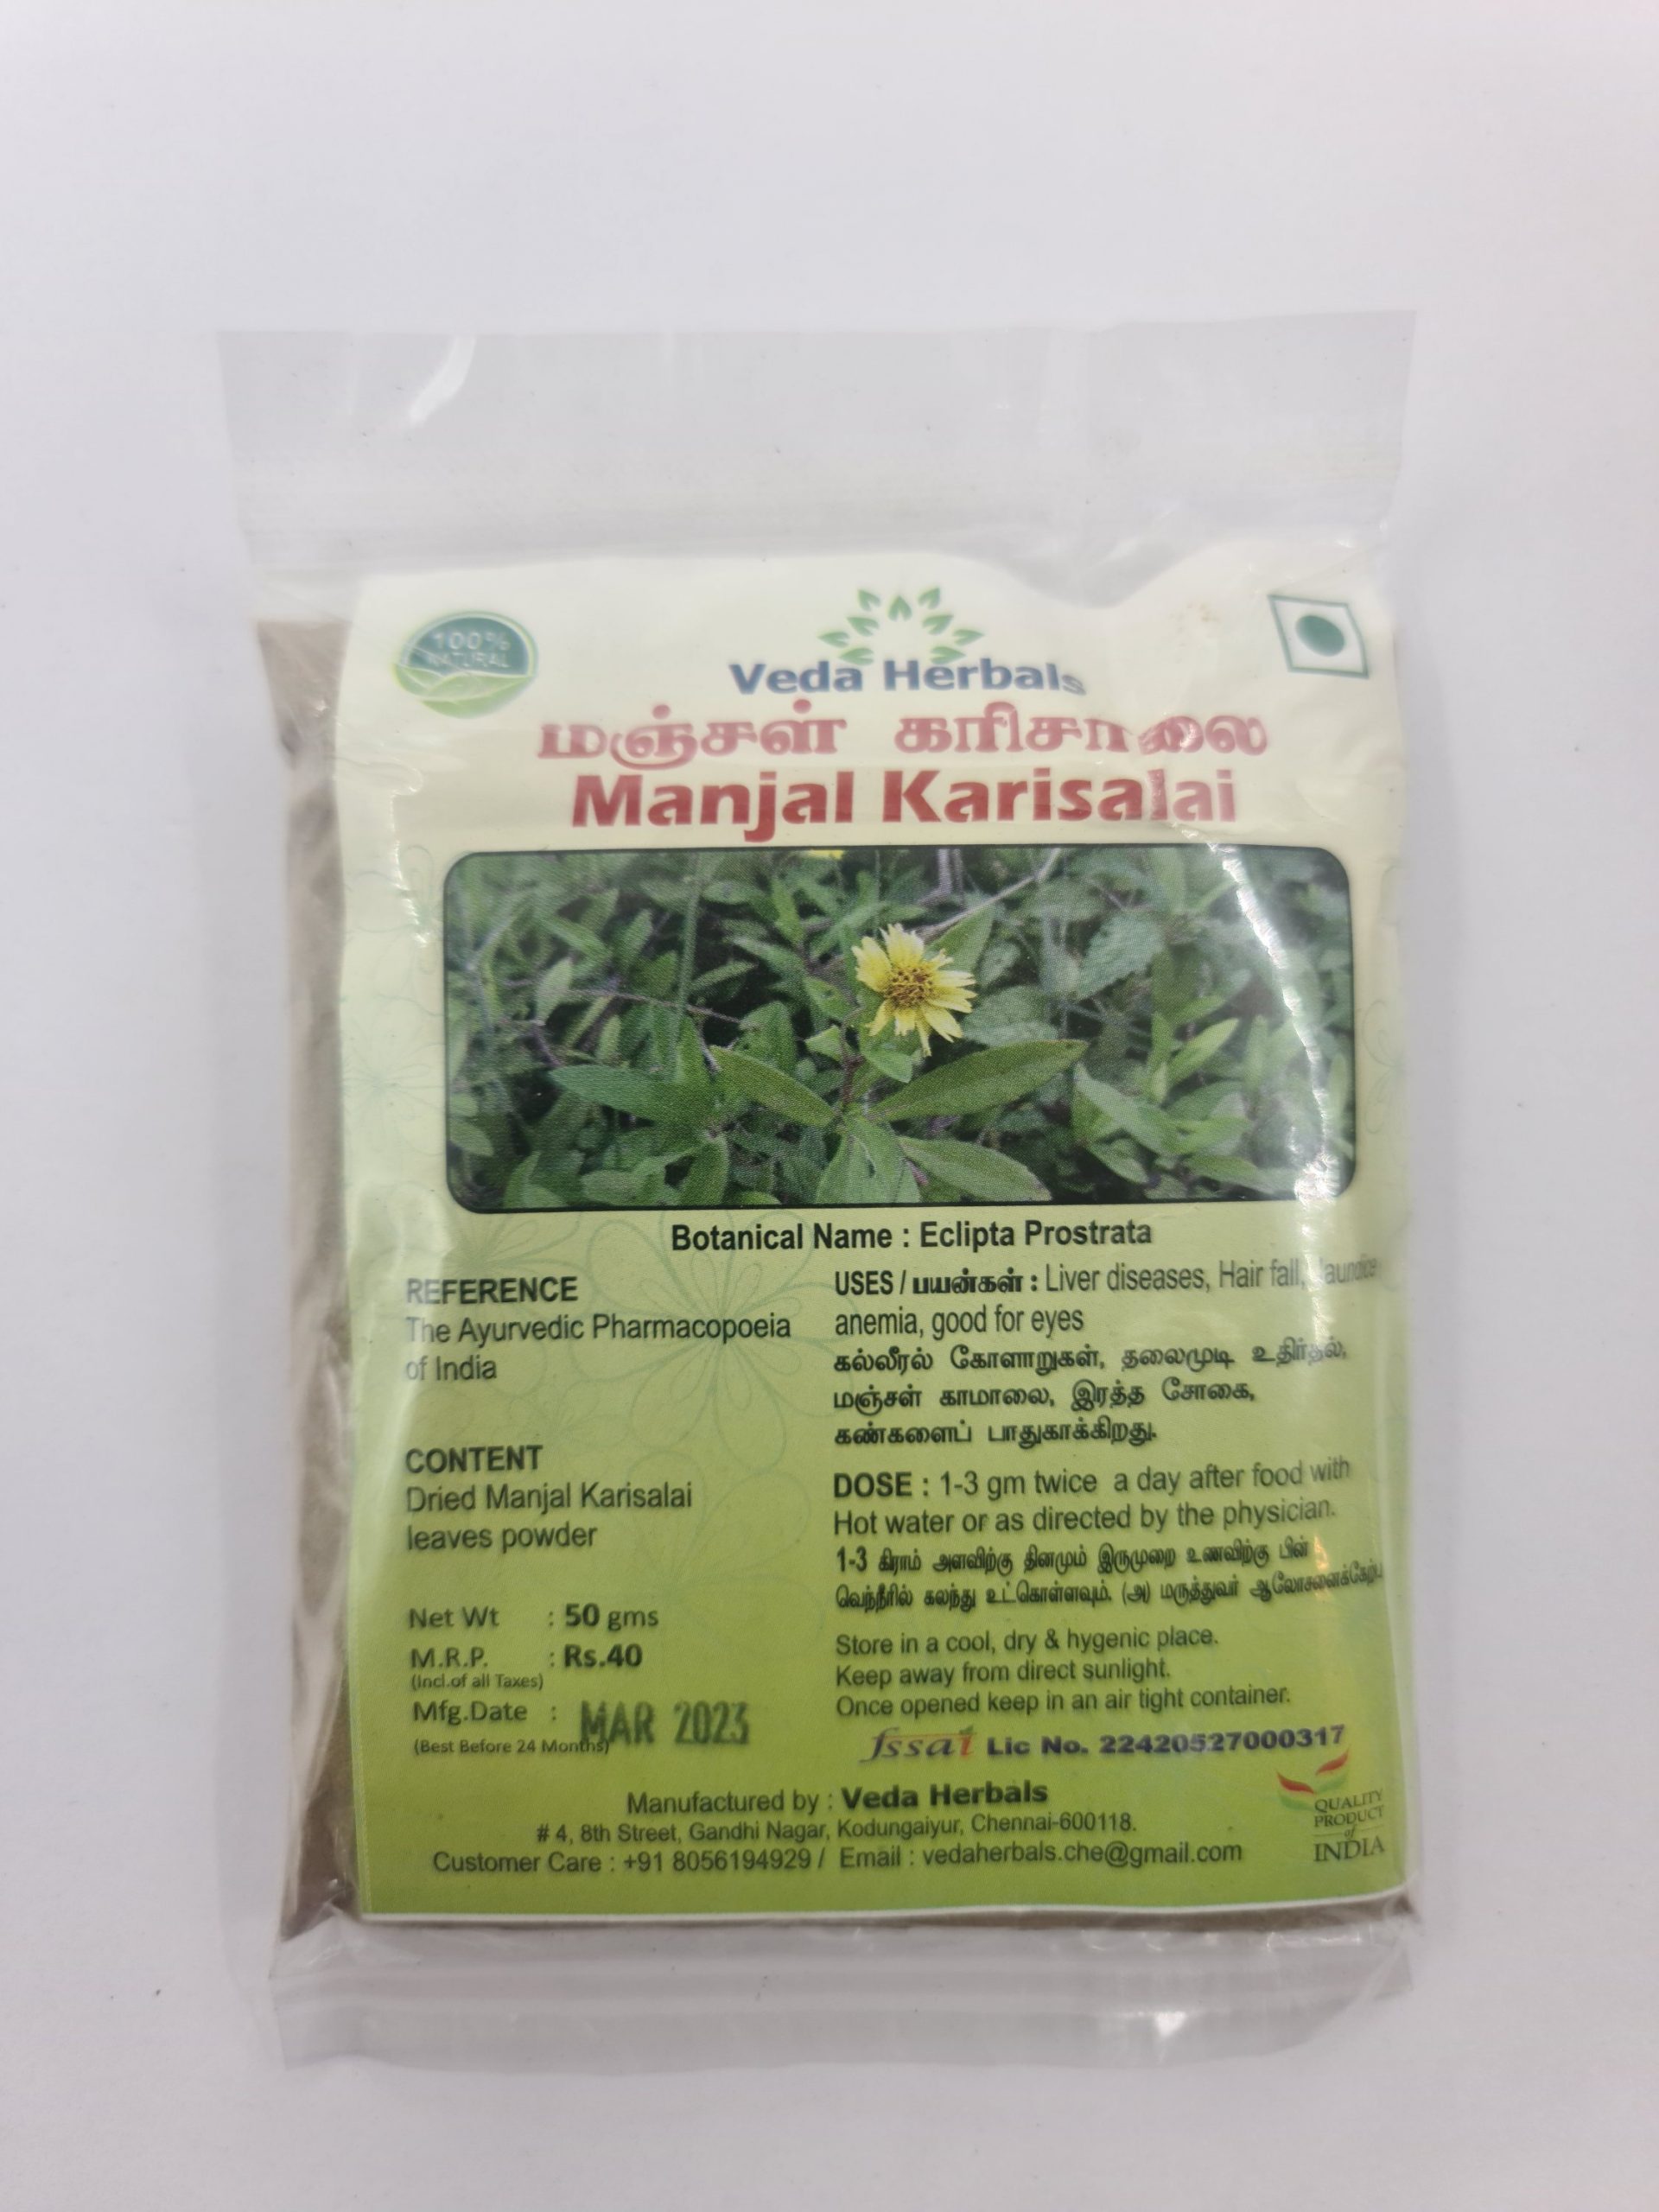 100%
NATURAL
Veda Herbals
மஞ்சள் கரிசாலை
Manjal Karisalai
Botanical Name : Eclipta Prostrata
REFERENCE
The Ayurvedic Pharmacopoeia
of India
CONTENT
Dried Manjal Karisalai
leaves powder
Net Wt : 50 gms
M.R.P. : Rs.40
(Incl.of all Taxes)
Mfg.Date : MAR 2023
(Best Before 24 Months)
USES / பயன்கள் : Liver diseases, Hair fall, Jaundice
anemia, good for eyes
கல்லீரல் கோளாறுகள், தலைமுடி உதிர்தல்,
மஞ்சள் காமாலை, இரத்த சோகை,
கண்களைப் பாதுகாக்கிறது.
DOSE : 1-3 gm twice a day after food with
Hot water or as directed by the physician.
1-3 கிராம் அளவிற்கு தினமும் இருமுறை உணவிற்கு பின்
வெந்நீரில் கலந்து உட்கொள்ளவும். (அ) மருத்துவர்
Store in a cool, dry & hygenic place.
Keep away from direct sunlight.
Once opened keep in an air tight container.
fssai Lic No. 22420527000317
Manufactured by : Veda Herbals
# 4, 8th Street, Gandhi Nagar, Kodungaiyur, Chennai-600118.
Customer Care : +91 8056194929 / Email : vedaherbals.che@gmail.com
QUALITY
PRODUCT
of
INDIA